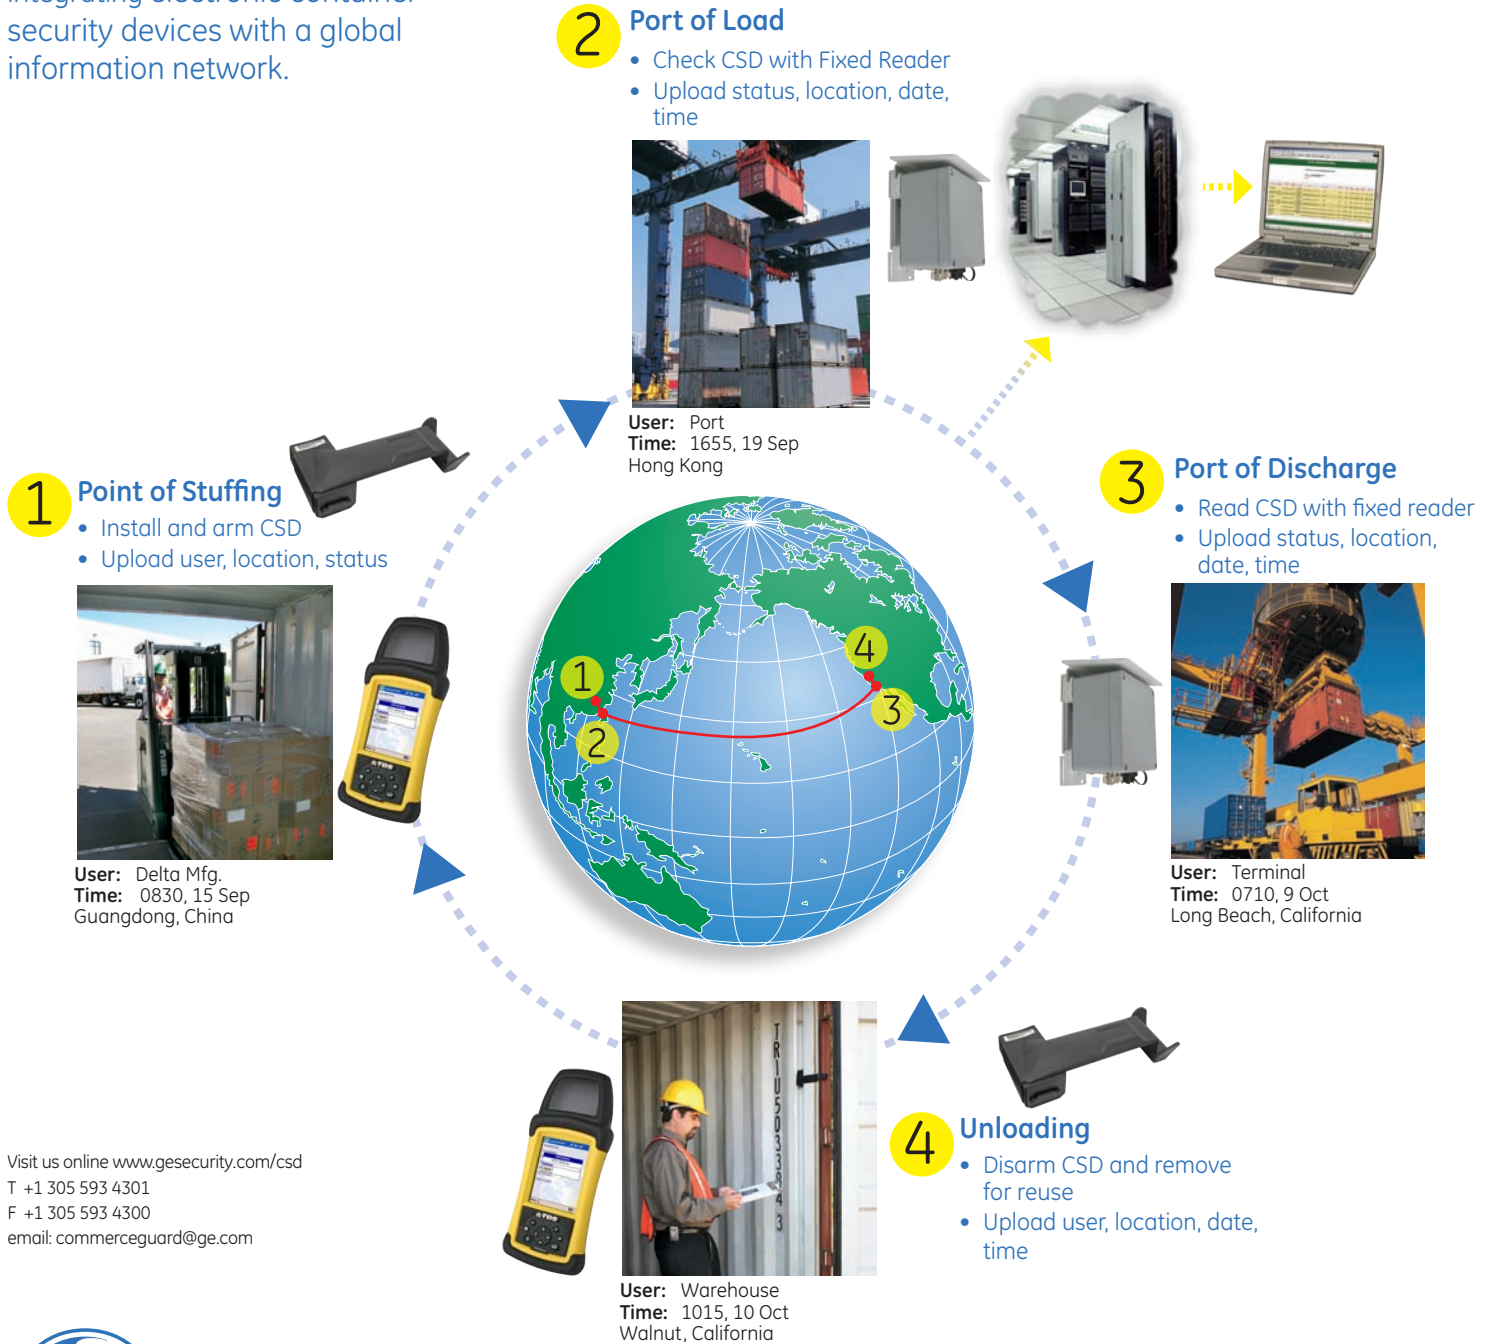 integrating electronic container
security devices with a global
information network.
2
Port of Load
• Check CSD with Fixed Reader
• Upload status, location, date,
time
User: Port
Time: 1655, 19 Sep
Hong Kong
1
Point of Stuffing
• Install and arm CSD
• Upload user, location, status
User: Delta Mfg.
Time: 0830, 15 Sep
Guangdong, China
3
Port of Discharge
• Read CSD with fixed reader
• Upload status, location,
date, time
User: Terminal
Time: 0710, 9 Oct
Long Beach, California
1
2
4
3
TDS
TDS
4
Unloading
• Disarm CSD and remove
for reuse
• Upload user, location, date,
time
User: Warehouse
Time: 1015, 10 Oct
Walnut, California
Visit us online www.gesecurity.com/csd
T +1 305 593 4301
F +1 305 593 4300
email: commerceguard@ge.com